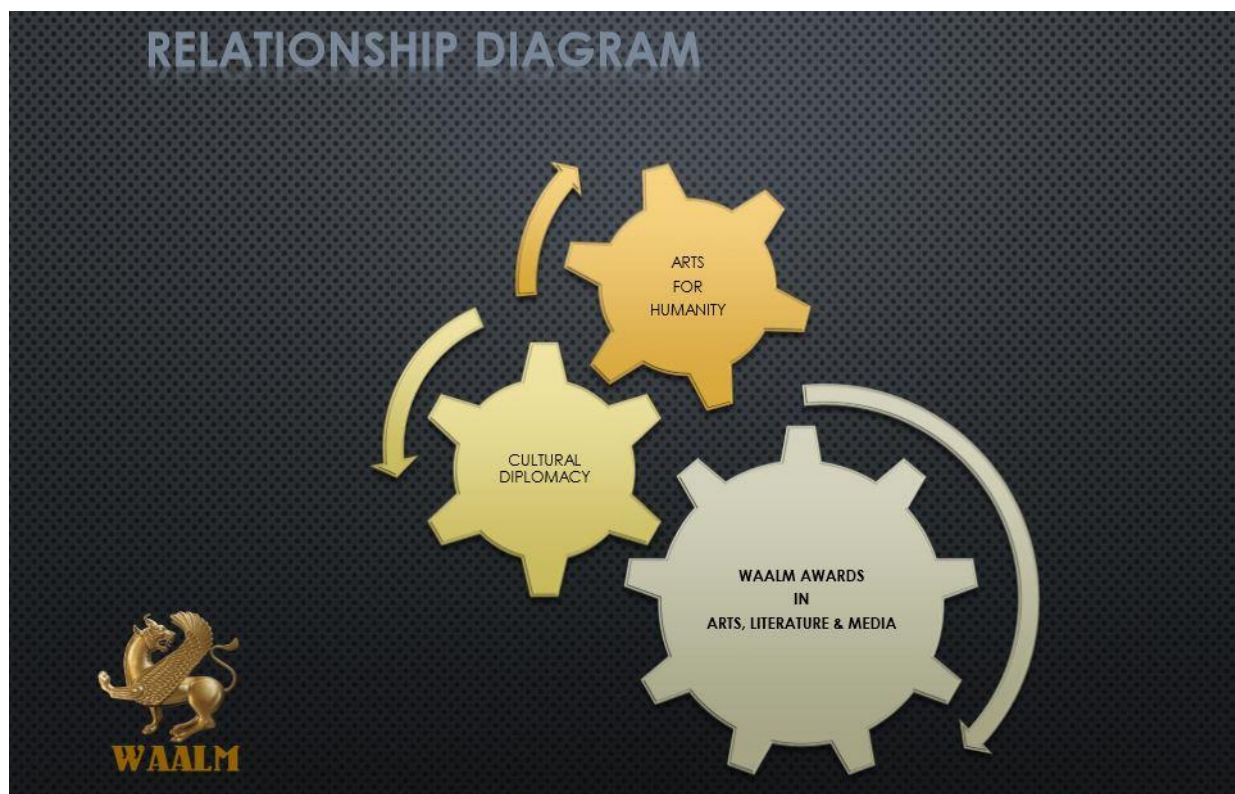 RELATIONSHIP DIAGRAM
ARTS
FOR
HUMANITY
CULTURAL
DIPLOMACY
WAALM AWARDS
IN
ARTS, LITERATURE & MEDIA
WAALM